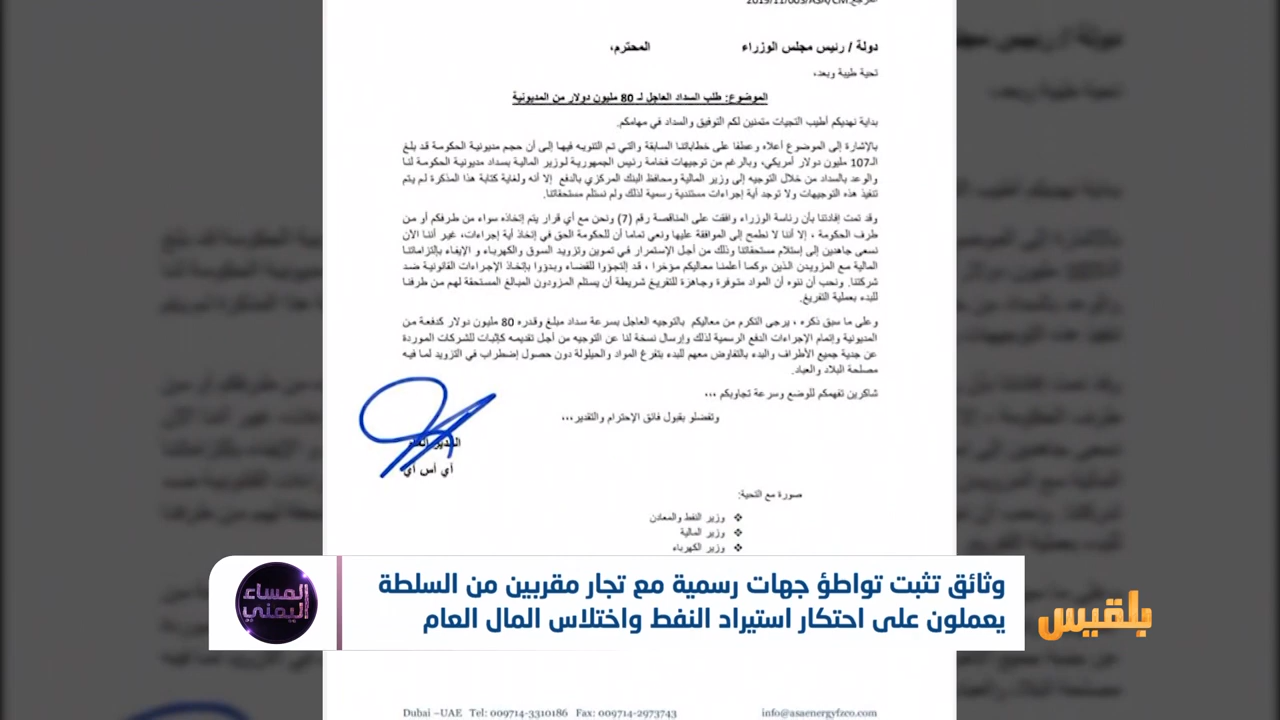 2019/11/003/ASA/CM
دولة / رئيس مجلس الوزراء المحترم،
تحية طيبة وبعد،
الموضوع: طلب السداد العاجل لـ 80 مليون دولار من المديونية
بداية نهديكم أطيب التحيات متمنين لكم التوفيق والسداد في مهامكم.
بالإشارة إلى الموضوع أعلاه وعطفا على خطاباتنا السابقة والتي تم التنويه فيها إلى أن حجم مديونية الحكومة قد بلغ
الـ107 مليون دولار أمريكي، وبالرغم من توجيهات فخامة رئيس الجمهورية لوزير المالية بسداد مديونية الحكومة لنا
والوعد بالسداد من خلال التوجيه إلى وزير المالية ومحافظ البنك المركزي بالدفع إلا أنه ولغاية كتابة هذا المذكرة لم يتم
تنفيذ هذه التوجيهات ولا توجد أية إجراءات مستندية رسمية لذلك ولم نستلم مستحقاتنا.
وقد تمت إفادتنا بأن رئاسة الوزراء وافقت على المناقصة رقم (7) ونحن مع أي قرار يتم إتخاذه سواء من طرفكم أو من
طرف الحكومة ، إلا أننا لا نطمح إلى الموافقة عليها ونعي تماما أن للحكومة الحق في إتخاذ أية إجراءات، غير أننا الآن
نسعى جاهدين إلى إستلام مستحقاتنا وذلك من أجل الإستمرار في تموين وتزويد السوق والكهرباء و الإيفاء بإلتزاماتنا
المالية مع المزويدن الذين ،وكما أعلمنا معاليكم مؤخرا ، قد إلتجؤوا للقضاء وبدؤوا بإتخاذ الإجراءات القانونية ضد
شركتنا. ونحب أن ننوه أن المواد متوفرة وجاهزة للتفريغ شريطة أن يستلم المزودون المبالغ المستحقة لهم من طرفنا
للبدء بعملية التفريغ.
وعلى ما سبق ذكره ، يرجى التكرم من معاليكم بالتوجيه العاجل بسرعة سداد مبلغ وقدره 80 مليون دولار كدفعة من
المديونية وإتمام الإجراءات الدفع الرسمية لذلك وإرسال نسخة لنا عن التوجيه من أجل تقديمه كإثبات للشركات الموردة
عن جدية جميع الأطراف والبدء بالتفاوض معهم للبدء بتفرغ المواد والحيلولة دون حصول إضطراب في التزويد لما فيه
مصلحة البلاد والعباد.
شاكرين تفهمكم للوضع وسرعة تجاوبكم ،،،
وتفضلو بقبول فائق الإحترام والتقدير،،،
آي أس آي
صورة مع التحية:
❖ وزير النفط والمعادن
❖ وزير المالية
❖ وزير الكهرباء
وثائق تثبت تواطؤ جهات رسمية مع تجار مقربين من السلطة
يعملون على احتكار استيراد النفط واختلاس المال العام
المساء
اليمني
بلقيس
Dubai –UAE Tel: 009714-3310186 Fax: 009714-2973743 info@asaenergyfzco.com